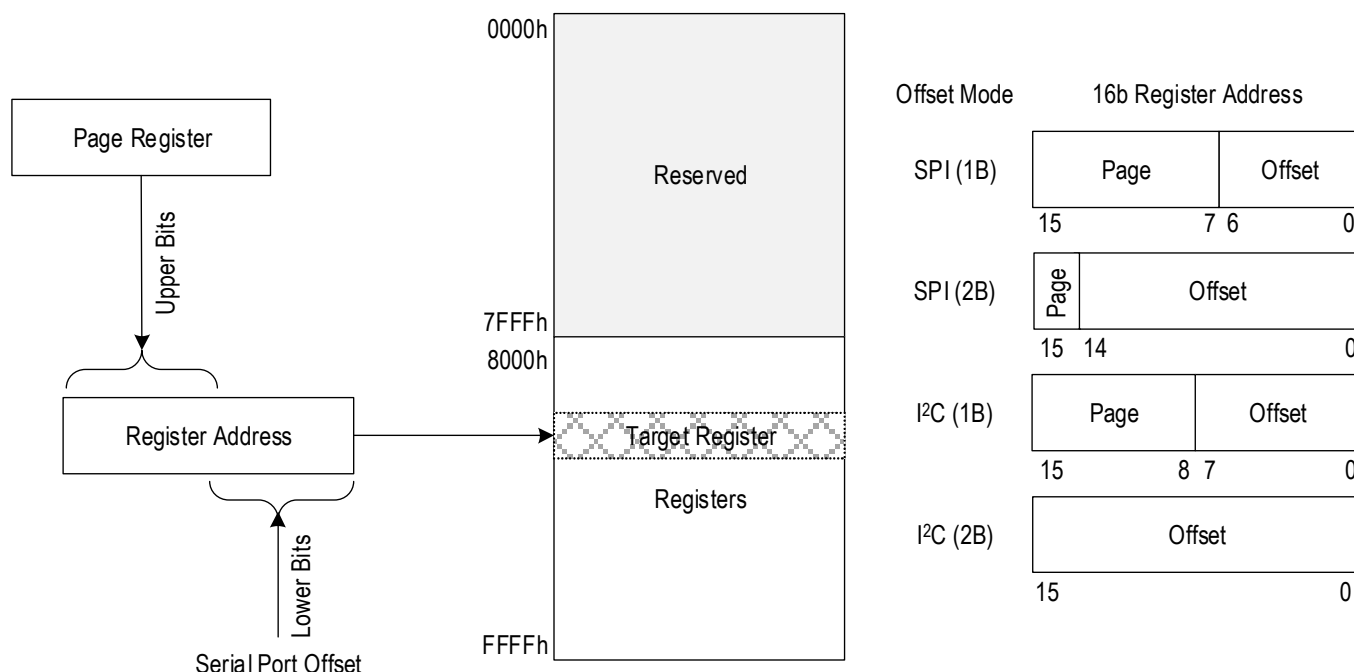 Page Register
Upper Bits
Register Address
Lower Bits
Serial Port Offset
0000h
Reserved
7FFFh
8000h
Target Register
Registers
FFFFh
Offset Mode 16b Register Address
SPI (1B) Page Offset
15 7 6 0
SPI (2B) Page Offset
15 14 0
I²C (1B) Page Offset
15 8 7 0
I²C (2B) Offset
15 0